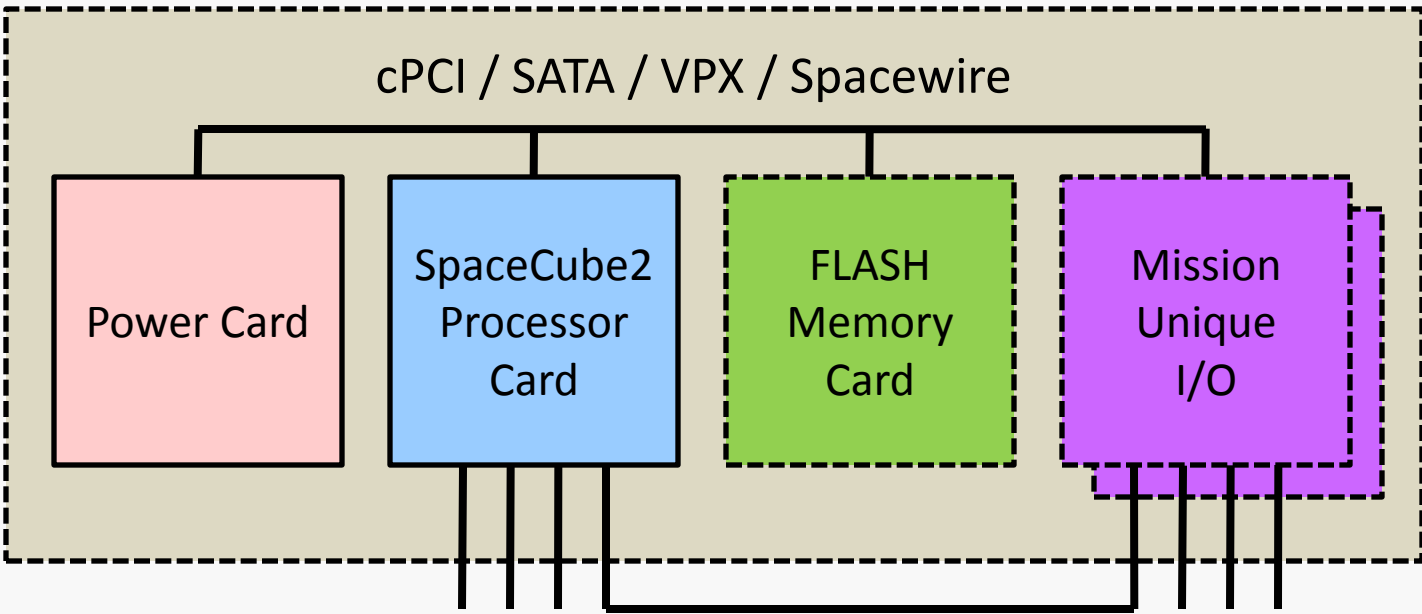 cPCI / SATA / VPX / Spacewire
Power Card
SpaceCube2
Processor
Card
FLASH
Memory
Card
Mission
Unique
I/O